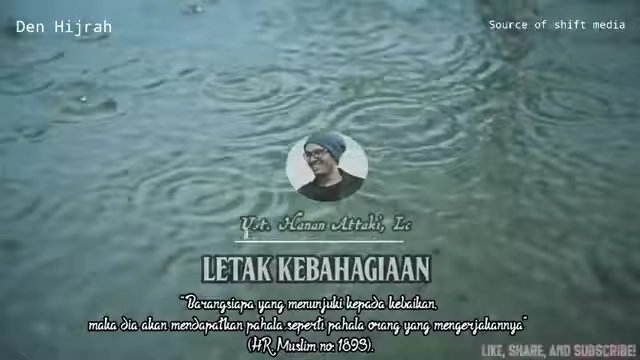 Den Hijrah
Source of shift media
Ust. Hanan Attaki, Lc
LETAK KEBAHAGIAAN
"Barangsiapa yang menunjuki kepada kebaikan,
maka dia akan mendapatkan pahala seperti pahala orang yang mengerjakannya"
(HR. Muslim no: 1893).
LIKE, SHARE, AND SUBSCRIBE!